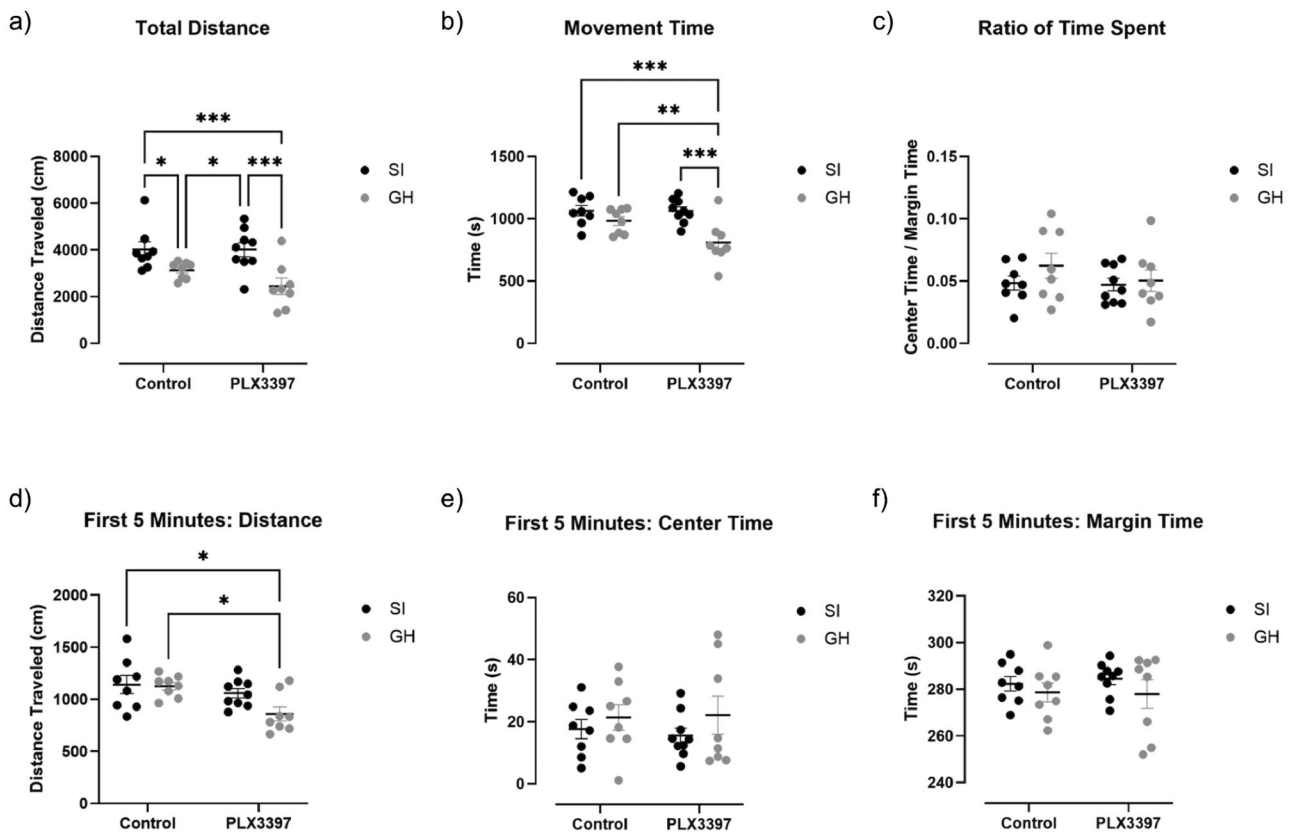 a)
Total Distance
***
*
*
***
Distance Traveled (cm)
8000
6000
4000
2000
0
Control
PLX3397
SI
GH
b)
Movement Time
***
**
***
Time (s)
1500
1000
500
0
Control
PLX3397
SI
GH
c)
Ratio of Time Spent
Center Time / Margin Time
0.15
0.10
0.05
0.00
Control
PLX3397
SI
GH
d)
First 5 Minutes: Distance
*
*
Distance Traveled (cm)
2000
1500
1000
500
0
Control
PLX3397
SI
GH
e)
First 5 Minutes: Center Time
Time (s)
60
40
20
0
Control
PLX3397
SI
GH
f)
First 5 Minutes: Margin Time
Time (s)
320
300
280
260
240
Control
PLX3397
SI
GH